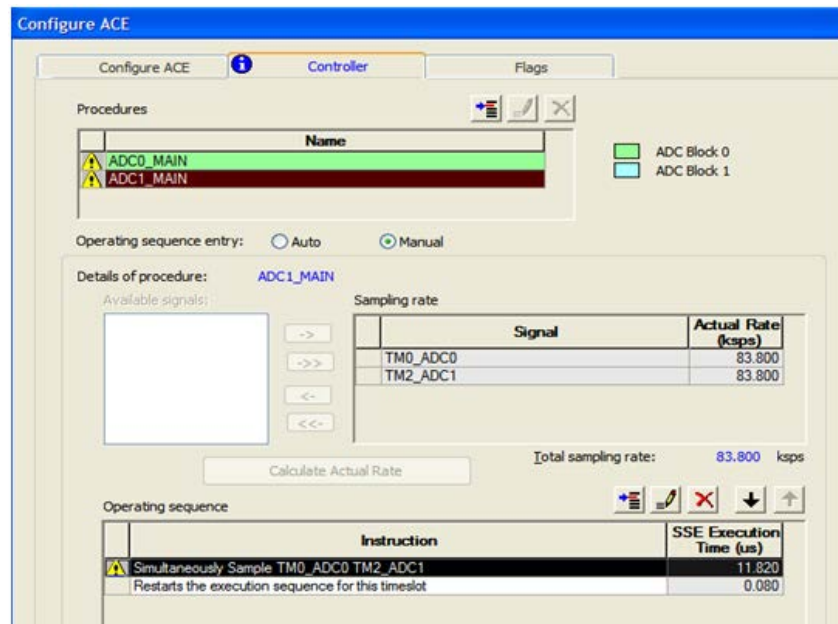 Configure ACE
Configure ACE
Controller
Flags
Procedures
Name
ADC0_MAIN
ADC1_MAIN
ADC Block 0
ADC Block 1
Operating sequence entry: Auto Manual
Details of procedure: ADC1_MAIN
Available signals:
->
->>
<-
<<-
Sampling rate
Signal Actual Rate (ksps)
TM0_ADC0 83.800
TM2_ADC1 83.800
Total sampling rate: 83.800 ksps
Calculate Actual Rate
Operating sequence
Instruction SSE Execution Time (us)
Simultaneously Sample TM0_ADC0 TM2_ADC1 11.820
Restarts the execution sequence for this timeslot 0.080